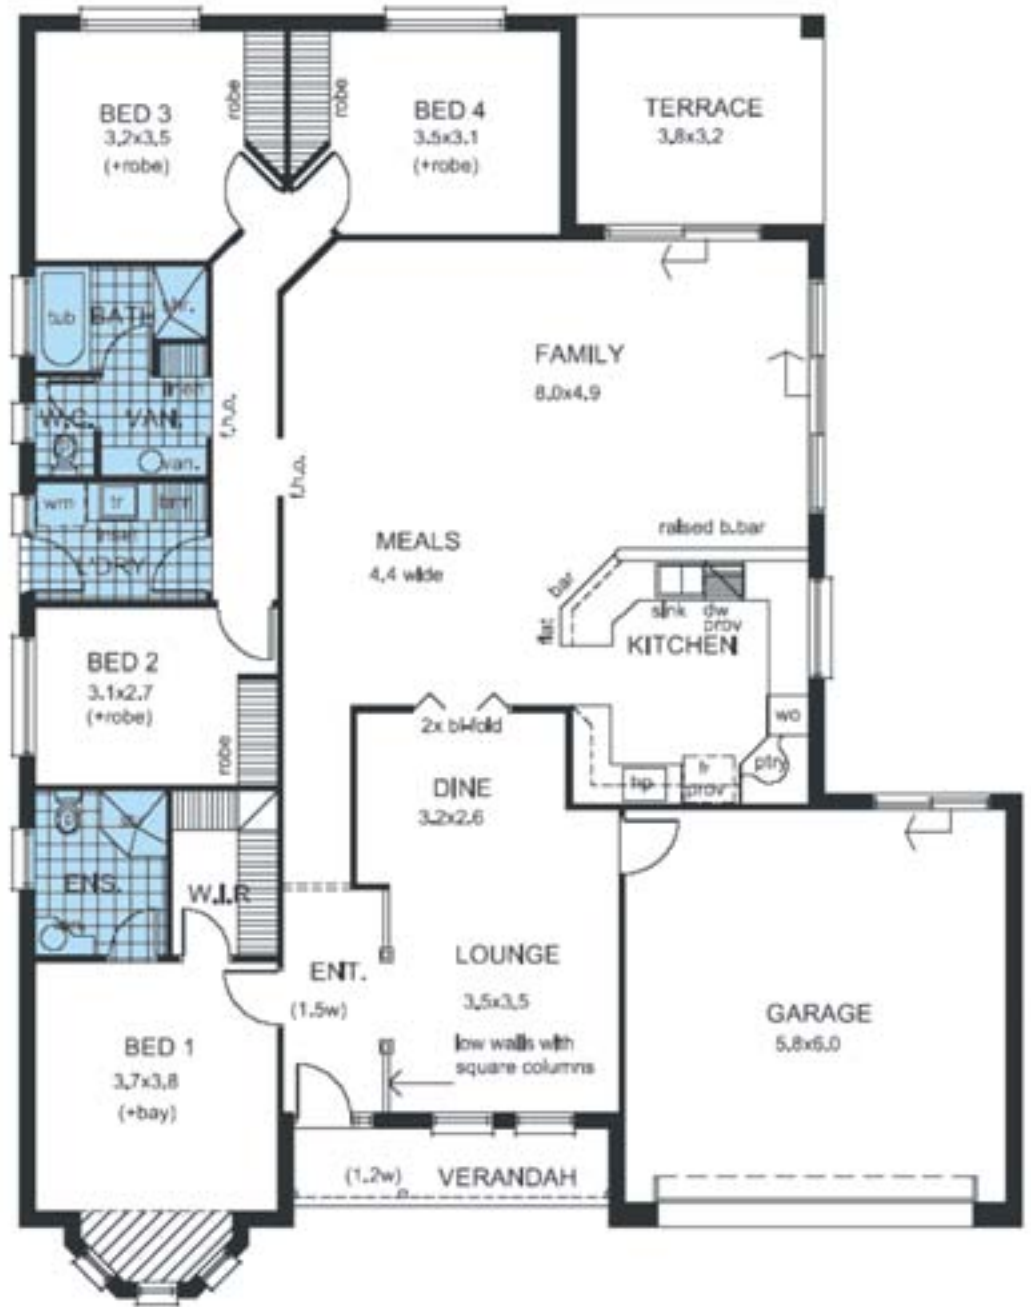 robe
robe
BED 3
3.2x3.5
(+robe)
BED 4
3.5x3.1
(+robe)
TERRACE
3.8x3.2
tub
BATH
shr.
linen
W.C.
VAN.
van.
f.h.o.
f.h.o.
FAMILY
8.0x4.9
wm
tr
L'DRY
MEALS
4.4 wide
raised b.bar
flat
bar
sink
dw
prov
KITCHEN
BED 2
3.1x2.7
(+robe)
robe
2x bi-fold
wo
ptry
hp
fr
prov
DINE
3.2x2.6
ENS.
W.I.R
ENT.
(1.5w)
LOUNGE
3.5x3.5
low walls with
square columns
GARAGE
5.8x6.0
BED 1
3.7x3.8
(+bay)
(1.2w)
VERANDAH